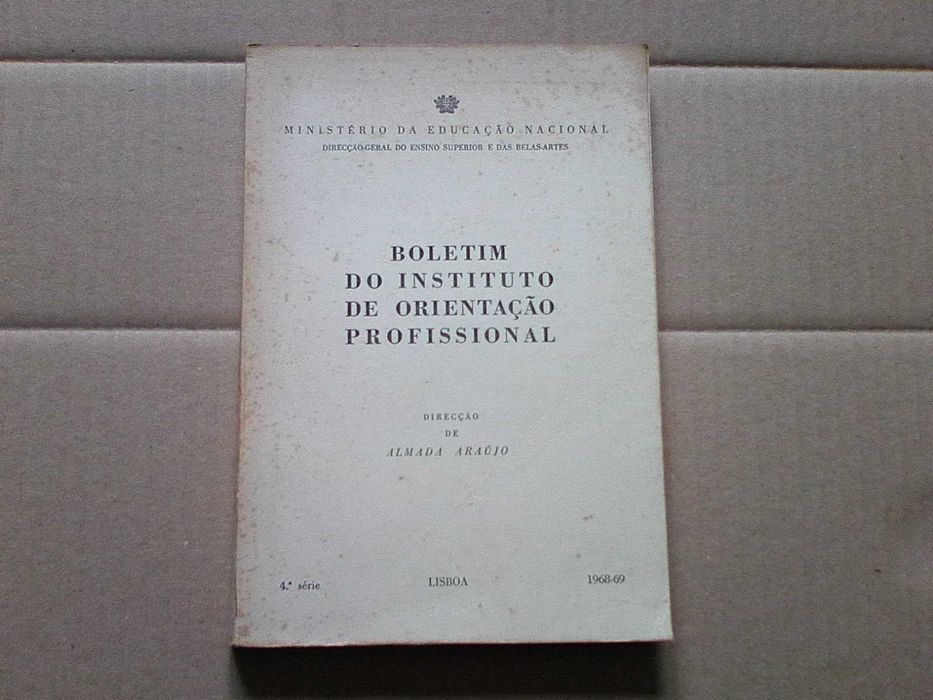 MINISTÉRIO DA EDUCAÇÃO NACIONAL
DIRECÇÃO-GERAL DO ENSINO SUPERIOR E DAS BELAS-ARTES
BOLETIM
DO INSTITUTO
DE ORIENTAÇÃO
PROFISSIONAL
DIRECÇÃO
DE
ALMADA ARAÚJO
4.ª série LISBOA 1968-69